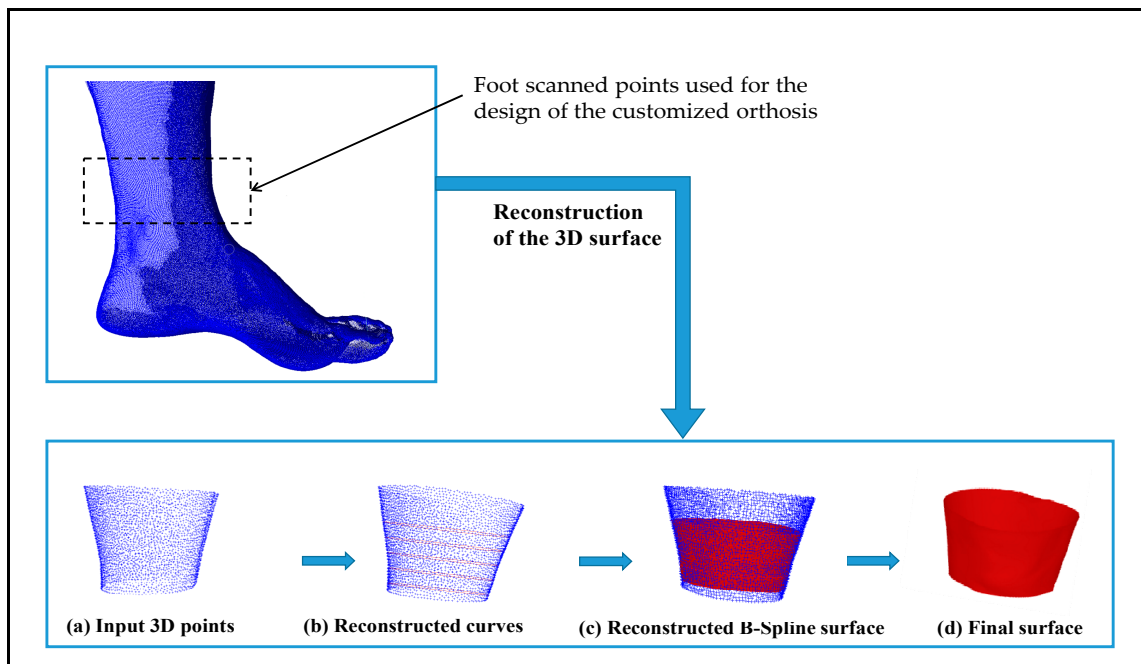 Foot scanned points used for the
design of the customized orthosis
Reconstruction
of the 3D surface
(a) Input 3D points
(b) Reconstructed curves
(c) Reconstructed B-Spline surface
(d) Final surface